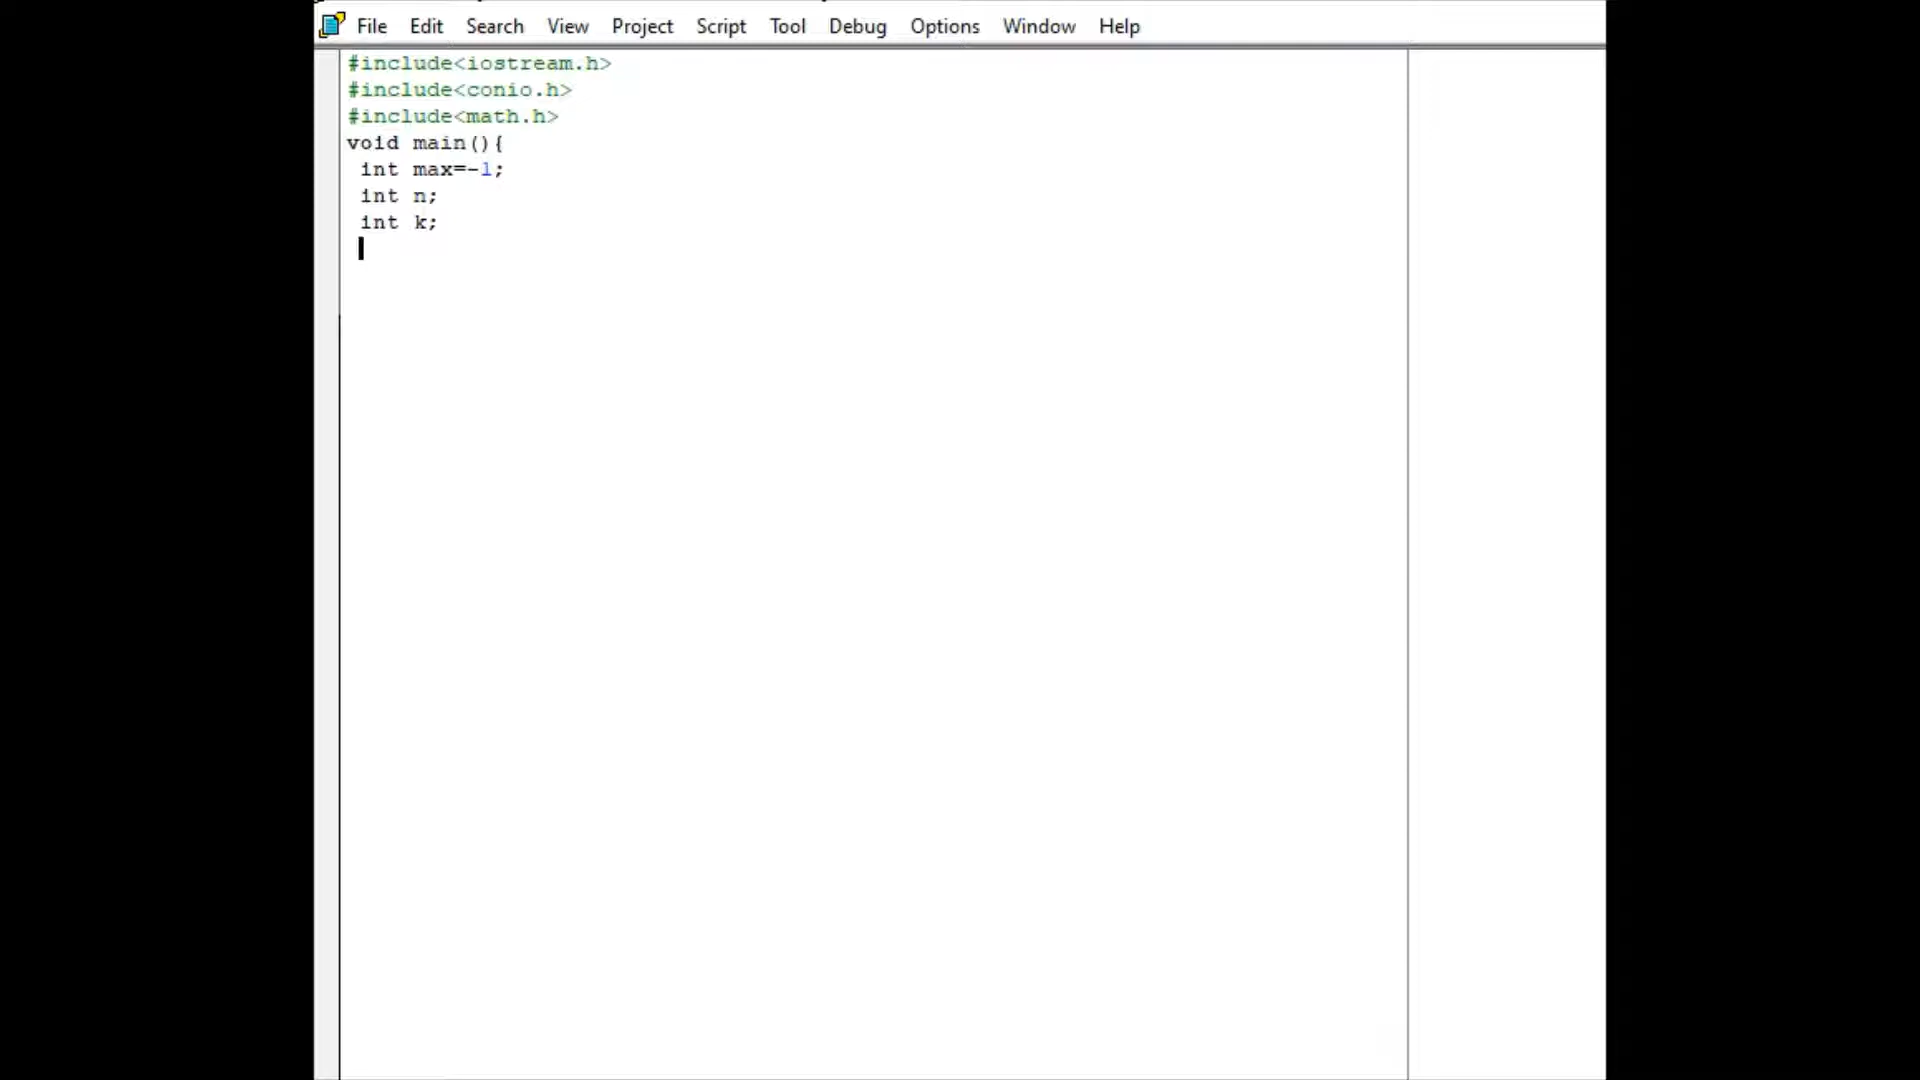 File Edit Search View Project Script Tool Debug Options Window Help
#include<iostream.h>
#include<conio.h>
#include<math.h>
void main(){
int max=-1;
int n;
int k;